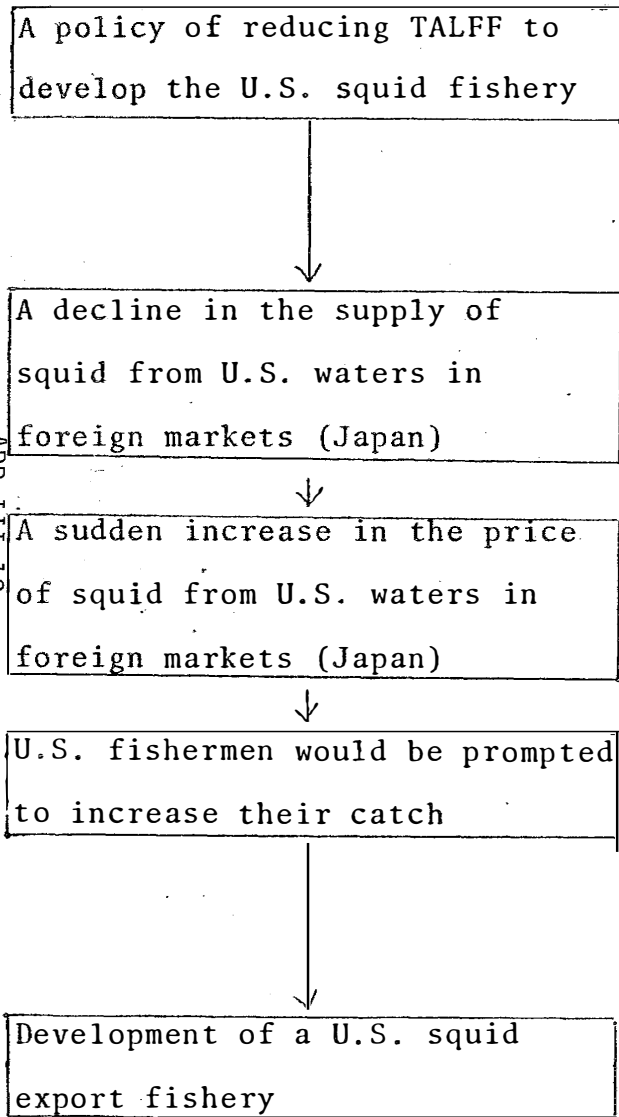 A policy of reducing TALFF to
develop the U.S. squid fishery
A decline in the supply of
squid from U.S. waters in
foreign markets (Japan)
A sudden increase in the price
of squid from U.S. waters in
foreign markets (Japan)
U.S. fishermen would be prompted
to increase their catch
Development of a U.S. squid
export fishery